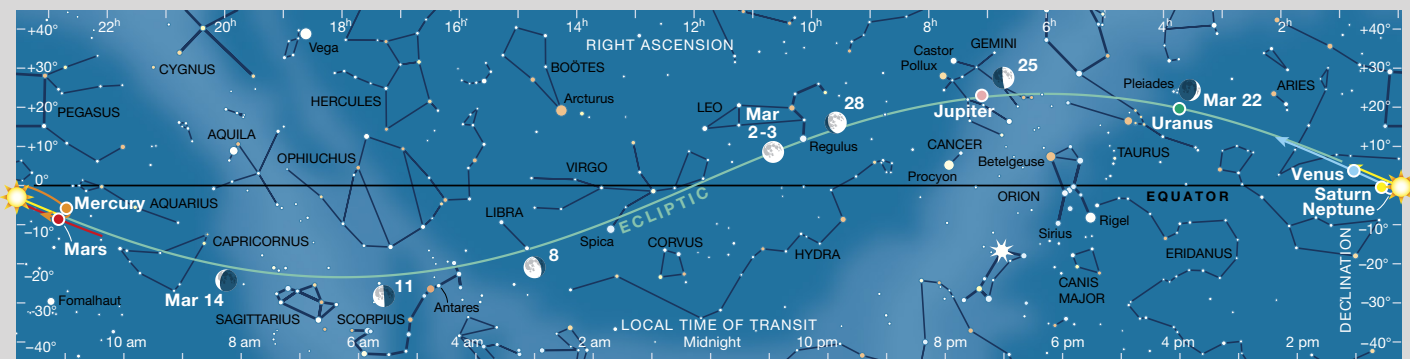 22h 20h 18h 16h 14h 10h 8h 6h 4h 2h
+40° +40°
RIGHT ASCENSION
Vega
CYGNUS
BOÖTES
Castor
Pollux
GEMINI
25
+30° +30°
PEGASUS
HERCULES
Arcturus
LEO
Mar
2-3
28
Jupiter
Pleiades
Mar 22
ARIES
+20° +20°
Uranus
AQUILA
OPHIUCHUS
VIRGO
Regulus
CANCER
Procyon
Betelgeuse
TAURUS
+10° +10°
Venus
0° 0°
Mercury
AQUARIUS
LIBRA
ECLIPTIC
ORION
EQUATOR
Saturn
Neptune
Mars
-10° -10°
CAPRICORNUS
Spica
CORVUS
HYDRA
Sirius
Rigel
ERIDANUS
8
-20° -20°
Mar 14
11
CANIS
MAJOR
DECLINATION
Fomalhaut
-30° -30°
SAGITTARIUS
SCORPIUS
Antares
LOCAL TIME OF TRANSIT
-40° -40°
10 am 8 am 6 am 4 am 2 am Midnight 10 pm 8 pm 6 pm 4 pm 2 pm